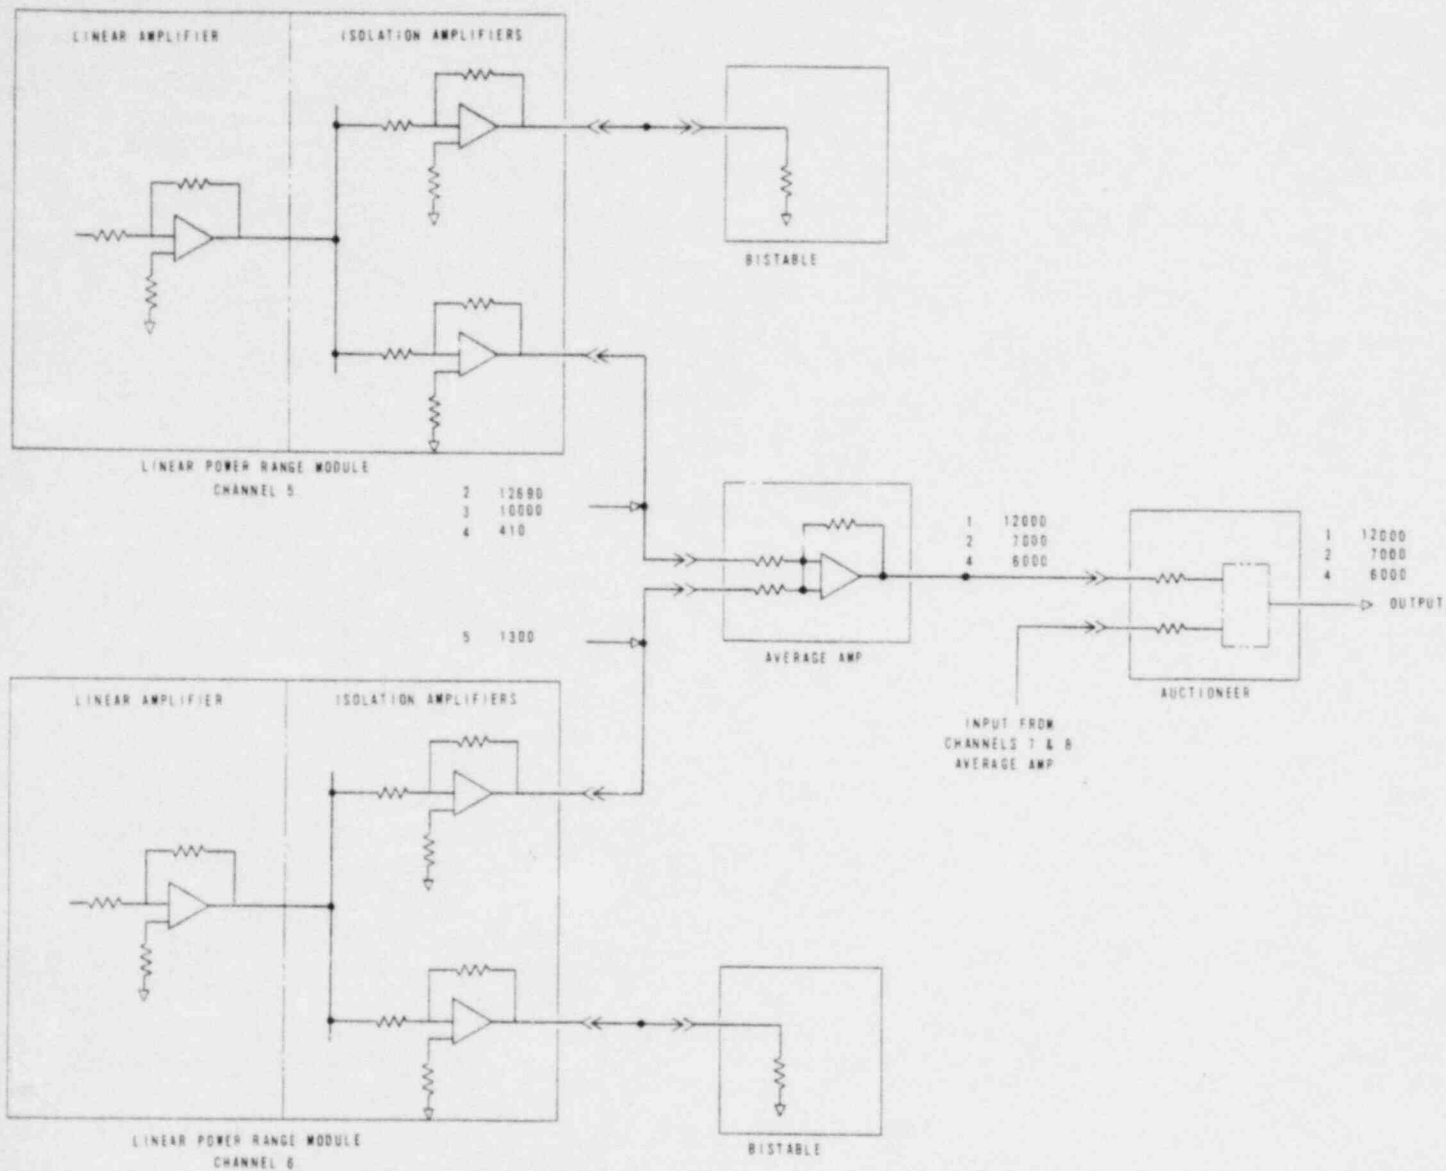 LINEAR AMPLIFIER
ISOLATION AMPLIFIERS
BISTABLE
LINEAR POWER RANGE MODULE
CHANNEL 5
2 12690
3 10000
4 410
5 1300
AVERAGE AMP
1 12000
2 7000
4 6000
1 12000
2 7000
4 6000
OUTPUT
AUCTIONEER
INPUT FROM
CHANNELS 7 & 8
AVERAGE AMP
LINEAR AMPLIFIER
ISOLATION AMPLIFIERS
BISTABLE
LINEAR POWER RANGE MODULE
CHANNEL 6